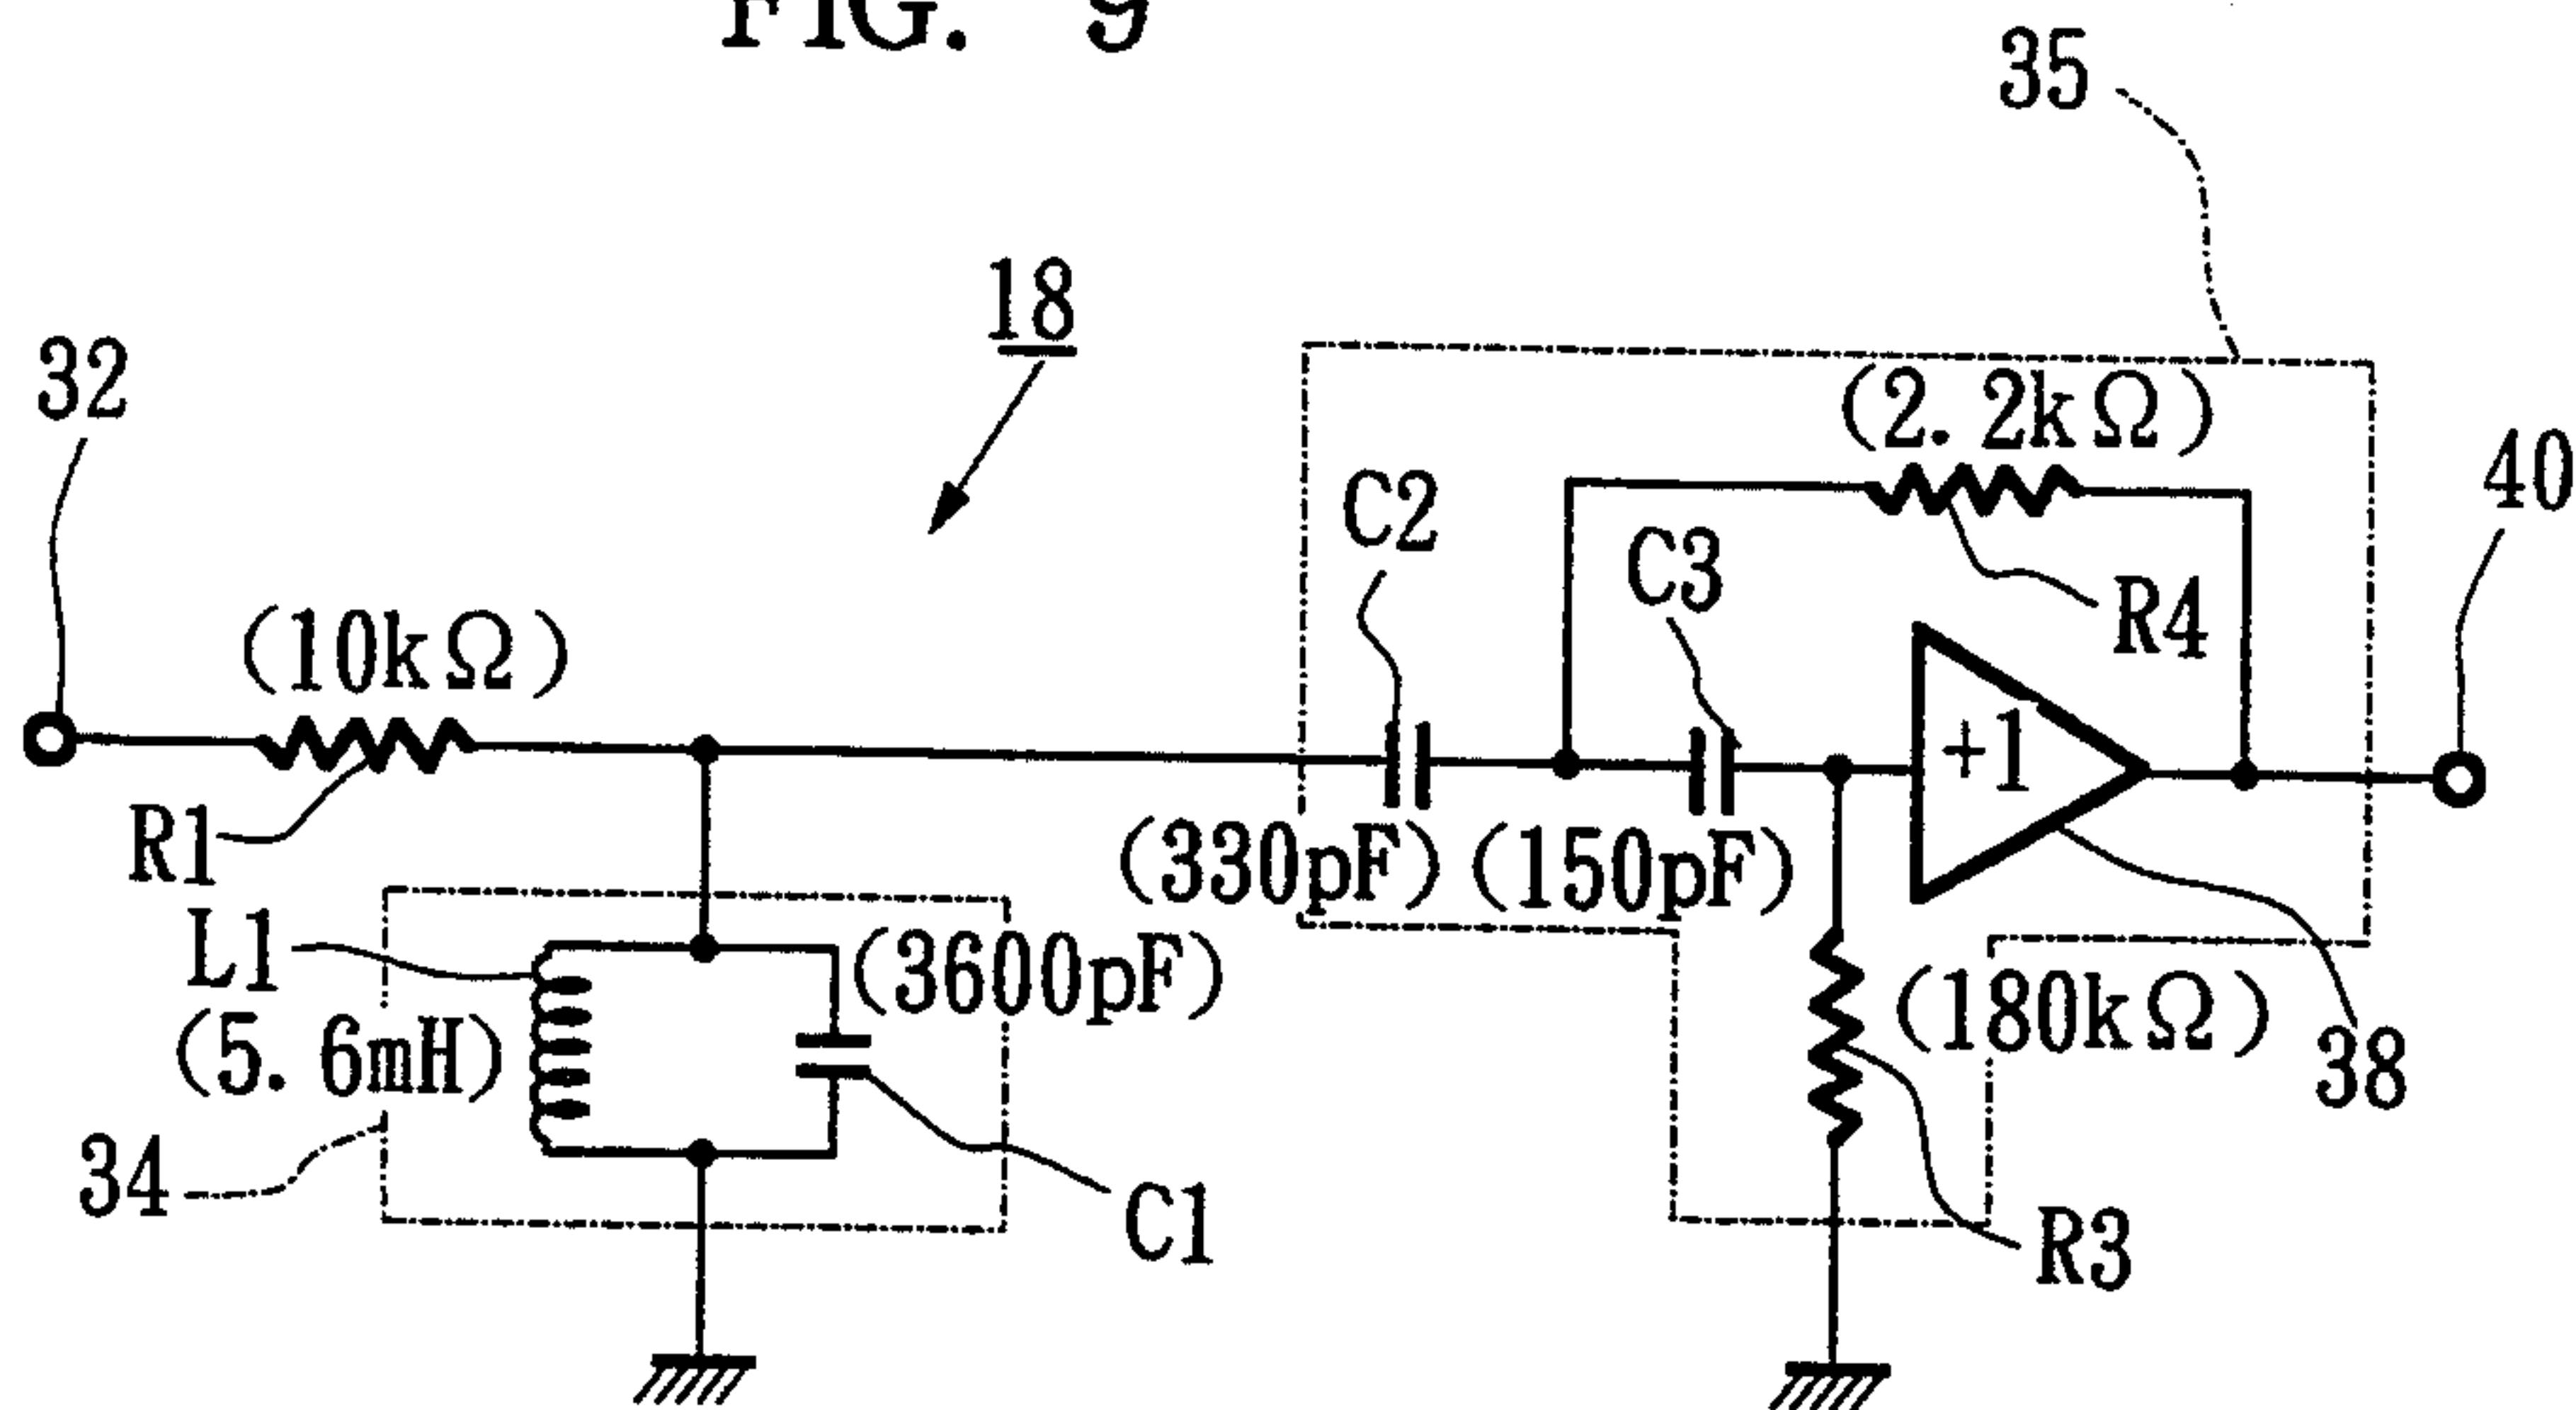 FIG. 9
35
18
32
(2. 2kΩ)
40
C2
C3
R4
(10kΩ)
+1
R1
(330pF)
(150pF)
L1
(3600pF)
(5. 6mH)
(180kΩ)
38
34
C1
R3